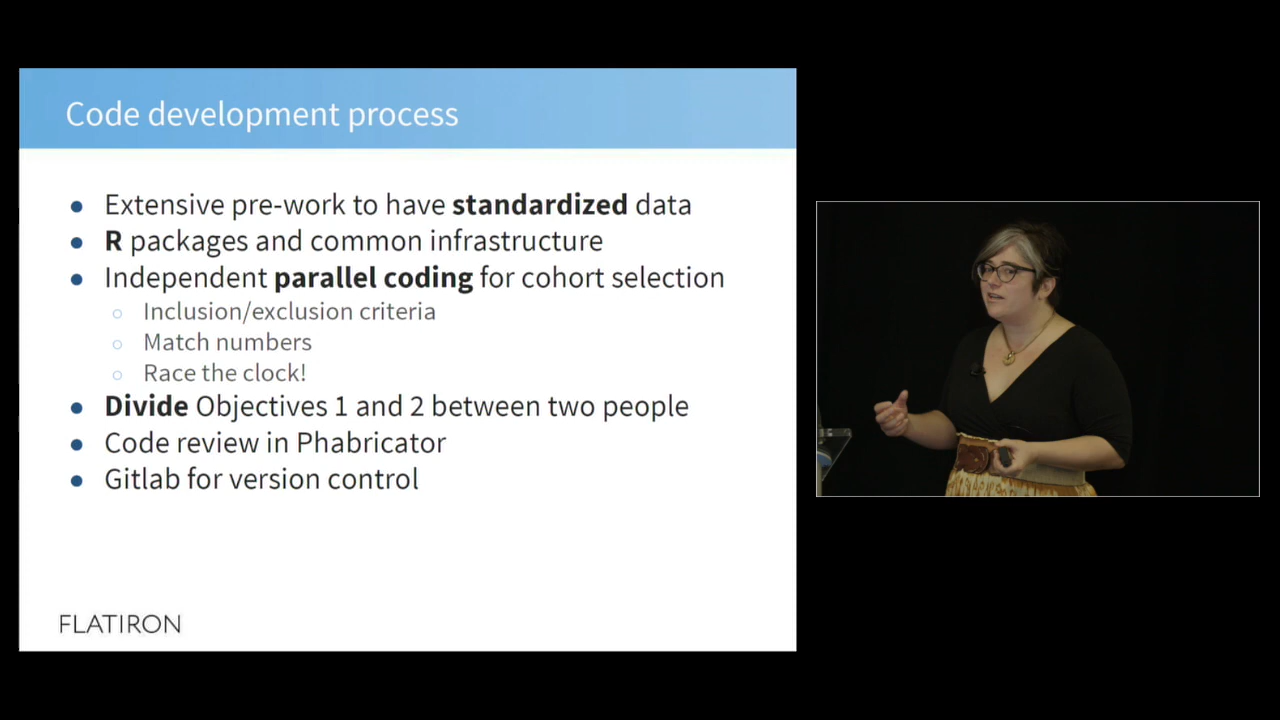 Code development process
● Extensive pre-work to have standardized data
● R packages and common infrastructure
● Independent parallel coding for cohort selection
○ Inclusion/exclusion criteria
○ Match numbers
○ Race the clock!
● Divide Objectives 1 and 2 between two people
● Code review in Phabricator
● Gitlab for version control
FLATIRON